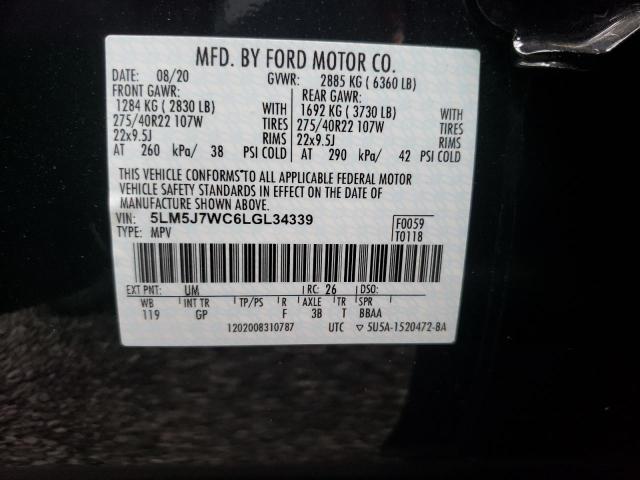 MFD. BY FORD MOTOR CO.
DATE: 08/20 GVWR: 2885 KG ( 6360 LB)
FRONT GAWR: REAR GAWR:
1284 KG ( 2830 LB) WITH 1692 KG ( 3730 LB) WITH
275/40R22 107W TIRES 275/40R22 107W TIRES
22x9.5J RIMS 22x9.5J RIMS
AT 260 kPa/ 38 PSI COLD AT 290 kPa/ 42 PSI COLD
THIS VEHICLE CONFORMS TO ALL APPLICABLE FEDERAL MOTOR
VEHICLE SAFETY STANDARDS IN EFFECT ON THE DATE OF
MANUFACTURE SHOWN ABOVE.
VIN: 5LM5J7WC6LGL34339 F0059
TYPE: MPV T0118
EXT PNT: UM RC: 26 DSO:
WB INT TR TP/PS R AXLE TR SPR
119 GP F 3B T BBAA
1202008310787 UTC ▽ 5U5A-1520472-8A